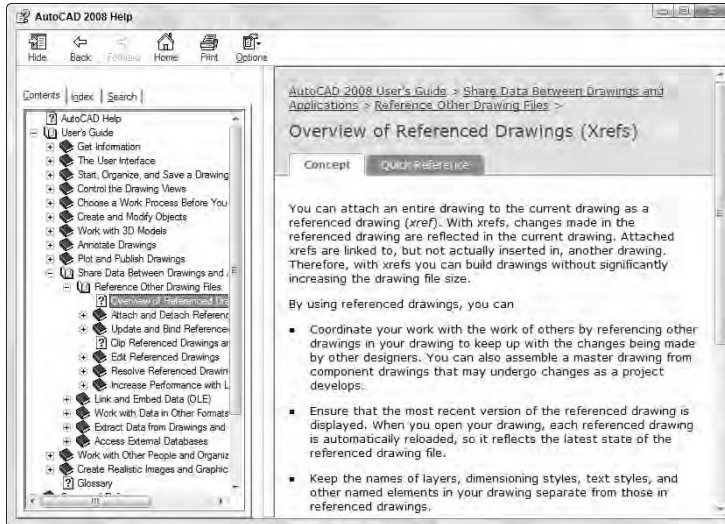 AutoCAD 2008 Help
Hide Back Forward Home Print Options
Contents Index Search
AutoCAD Help
User's Guide
Get Information
The User Interface
Start, Organize, and Save a Drawing
Control the Drawing Views
Choose a Work Process Before You
Create and Modify Objects
Work with 3D Models
Annotate Drawings
Plot and Publish Drawings
Share Data Between Drawings and
Reference Other Drawing Files
Overview of Referenced Dra
Attach and Detach Referenc
Update and Bind Reference
Clip Referenced Drawings ar
Edit Referenced Drawings
Resolve Referenced Drawin
Increase Performance with L
Link and Embed Data (OLE)
Work with Data in Other Formats
Extract Data from Drawings and
Access External Databases
Work with Other People and Organiz
Create Realistic Images and Graphic
Glossary
AutoCAD 2008 User's Guide > Share Data Between Drawings and
Applications > Reference Other Drawing Files >
Overview of Referenced Drawings (Xrefs)
Concept Quick Reference
You can attach an entire drawing to the current drawing as a
referenced drawing (xref). With xrefs, changes made in the
referenced drawing are reflected in the current drawing. Attached
xrefs are linked to, but not actually inserted in, another drawing.
Therefore, with xrefs you can build drawings without significantly
increasing the drawing file size.
By using referenced drawings, you can
▪ Coordinate your work with the work of others by referencing other
drawings in your drawing to keep up with the changes being made
by other designers. You can also assemble a master drawing from
component drawings that may undergo changes as a project
develops.
▪ Ensure that the most recent version of the referenced drawing is
displayed. When you open your drawing, each referenced drawing
is automatically reloaded, so it reflects the latest state of the
referenced drawing file.
▪ Keep the names of layers, dimensioning styles, text styles, and
other named elements in your drawing separate from those in
referenced drawings.